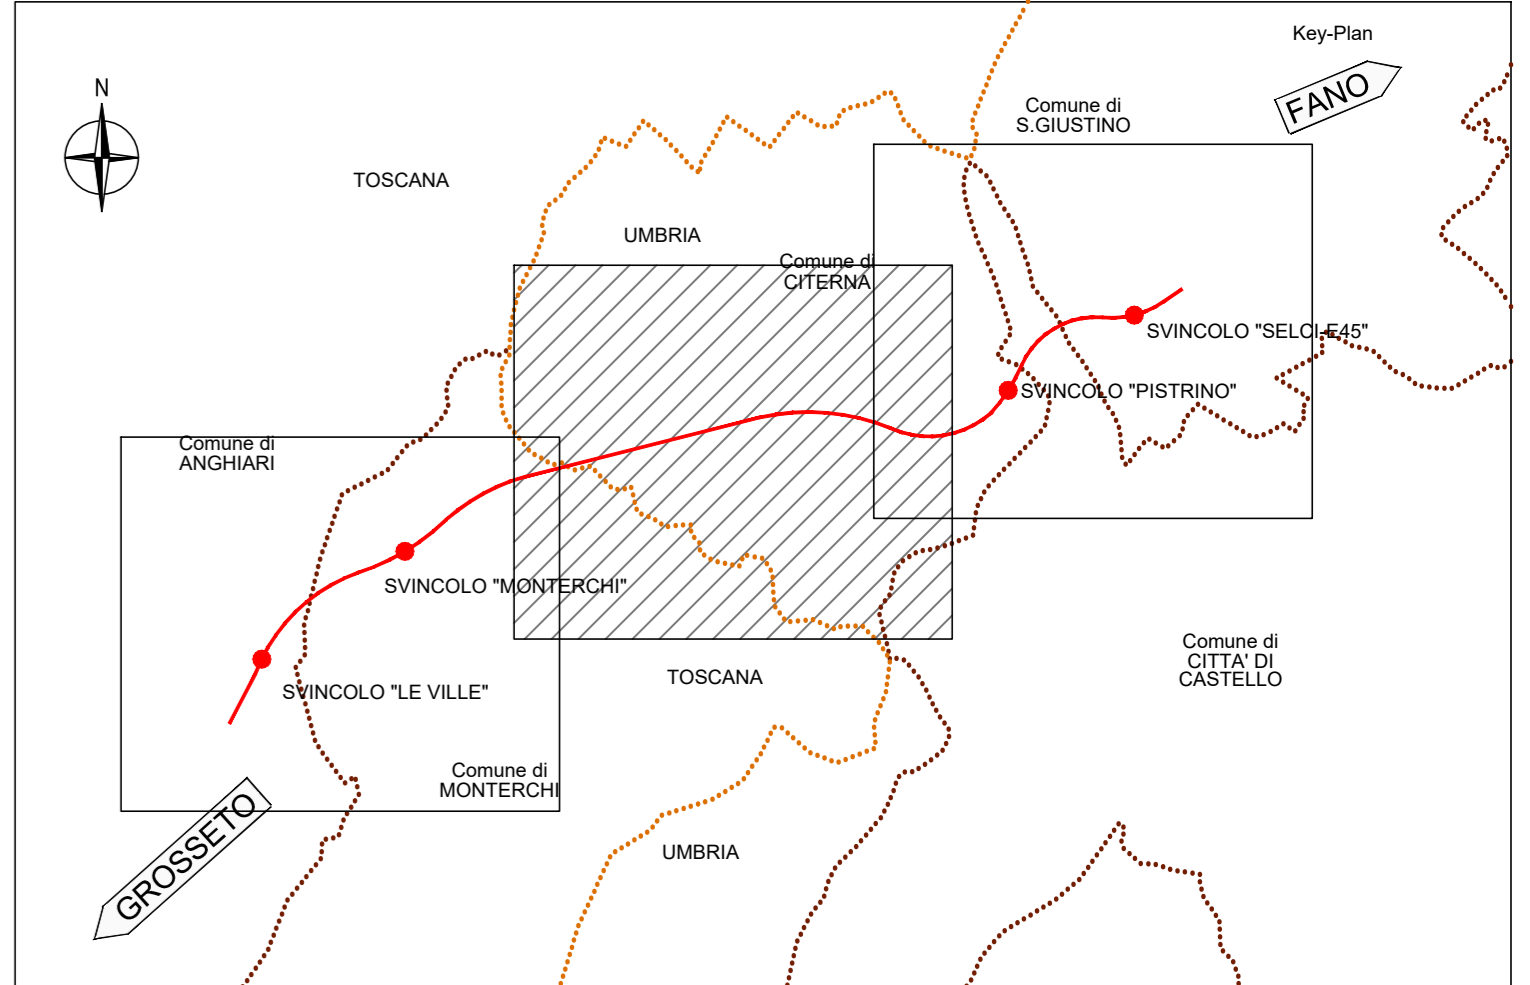 Key-Plan
N
FANO
Comune di
S.GIUSTINO
TOSCANA
UMBRIA
Comune di
CITERNA
SVINCOLO "SELCI-E45"
SVINCOLO "PISTRINO"
Comune di
ANGHIARI
SVINCOLO "MONTERCHI"
Comune di
CITTA' DI
CASTELLO
TOSCANA
SVINCOLO "LE VILLE"
Comune di
MONTERCHI
GROSSETO
UMBRIA